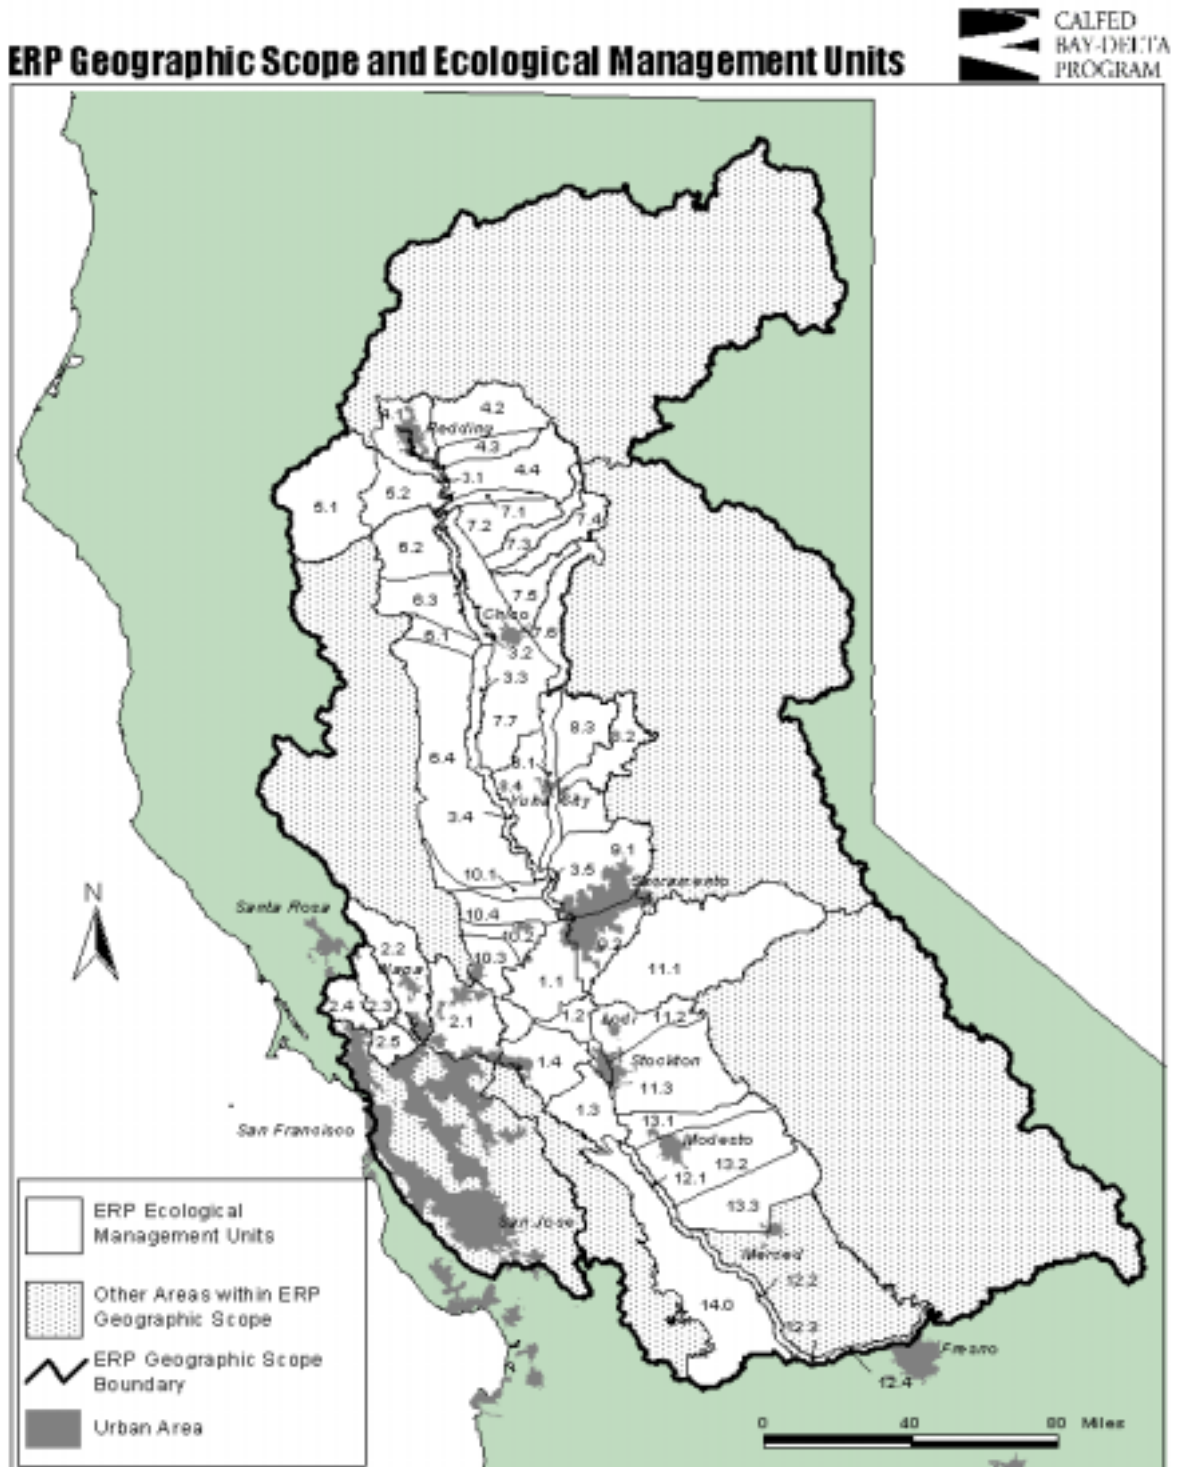 ERP Geographic Scope and Ecological Management Units
CALFED
BAY-DELTA
PROGRAM
4.1
4.2
Redding
4.3
4.4
3.1
5.1
5.2
7.1
7.2
7.4
7.3
6.2
6.3
7.5
Chico
6.1
7.6
3.2
3.3
7.7
8.3
8.2
6.4
8.1
8.4
Yuba City
3.4
9.1
3.5
10.1
Sacramento
N
Santa Rosa
10.4
10.2
9.2
2.2
10.3
Napa
11.1
1.1
2.4
2.3
2.1
1.2
Lodi
11.2
2.5
1.4
Stockton
11.3
1.3
13.1
San Francisco
Modesto
13.2
12.1
13.3
San Jose
Merced
12.2
14.0
12.3
Fresno
12.4
ERP Ecological
Management Units
Other Areas within ERP
Geographic Scope
ERP Geographic Scope
Boundary
Urban Area
0 40 80 Miles